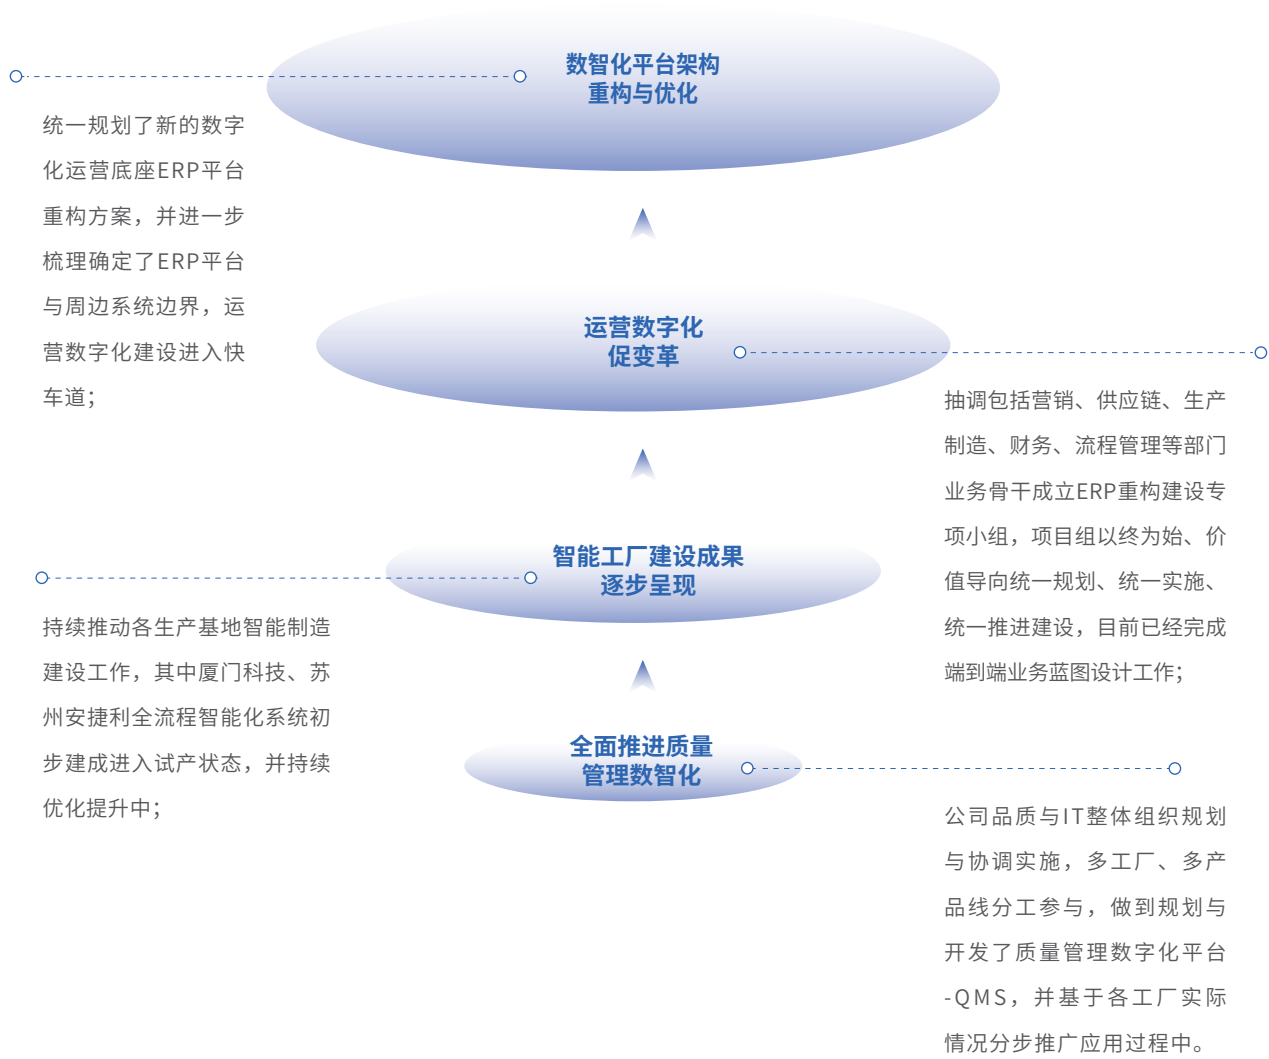 数智化平台架构
重构与优化
统一规划了新的数字
化运营底座ERP平台
重构方案，并进一步
梳理确定了ERP平台
与周边系统边界，运
营数字化建设进入快
车道；
运营数字化
促变革
抽调包括营销、供应链、生产
制造、财务、流程管理等部门
业务骨干成立ERP重构建设专
项小组，项目组以终为始、价
值导向统一规划、统一实施、
统一推进建设，目前已经完成
端到端业务蓝图设计工作；
智能工厂建设成果
逐步呈现
持续推动各生产基地智能制造
建设工作，其中厦门科技、苏
州安捷利全流程智能化系统初
步建成进入试产状态，并持续
优化提升中；
全面推进质量
管理数智化
公司品质与IT整体组织规划
与协调实施，多工厂、多产
品线分工参与，做到规划与
开发了质量管理数字化平台
-QMS，并基于各工厂实际
情况分步推广应用过程中。